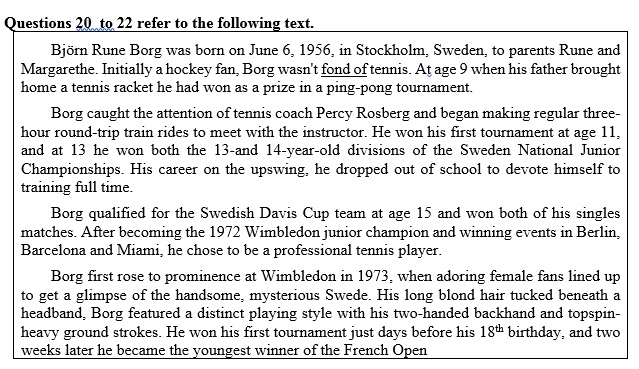 Questions 20 to 22 refer to the following text.
Björn Rune Borg was born on June 6, 1956, in Stockholm, Sweden, to parents Rune and
Margarethe. Initially a hockey fan, Borg wasn't fond of tennis. At age 9 when his father brought
home a tennis racket he had won as a prize in a ping-pong tournament.
Borg caught the attention of tennis coach Percy Rosberg and began making regular three-
hour round-trip train rides to meet with the instructor. He won his first tournament at age 11,
and at 13 he won both the 13-and 14-year-old divisions of the Sweden National Junior
Championships. His career on the upswing, he dropped out of school to devote himself to
training full time.
Borg qualified for the Swedish Davis Cup team at age 15 and won both of his singles
matches. After becoming the 1972 Wimbledon junior champion and winning events in Berlin,
Barcelona and Miami, he chose to be a professional tennis player.
Borg first rose to prominence at Wimbledon in 1973, when adoring female fans lined up
to get a glimpse of the handsome, mysterious Swede. His long blond hair tucked beneath a
headband, Borg featured a distinct playing style with his two-handed backhand and topspin-
heavy ground strokes. He won his first tournament just days before his 18th birthday, and two
weeks later he became the youngest winner of the French Open